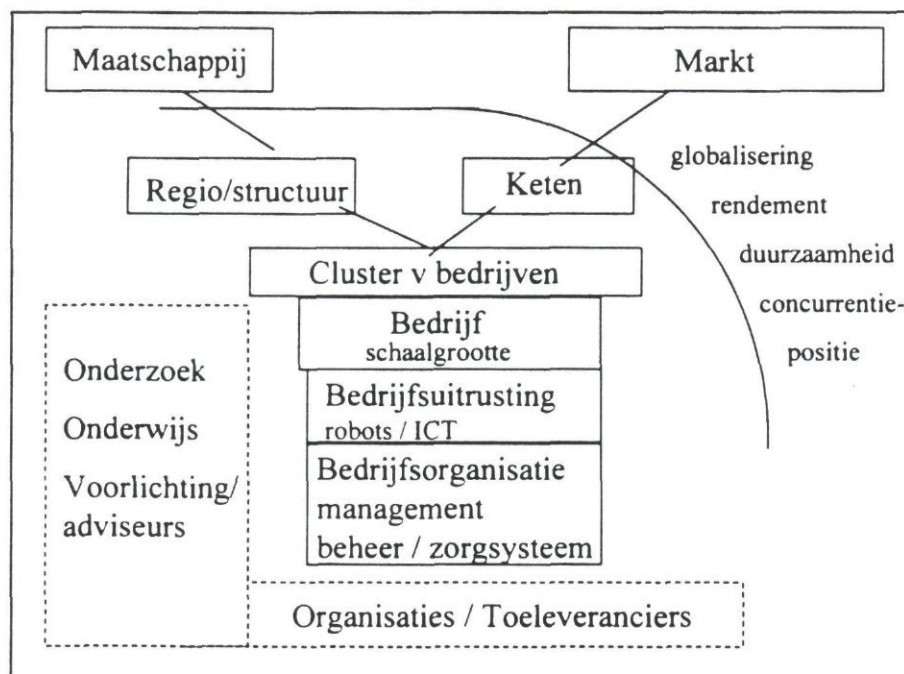 Maatschappij
Markt
Regio/structuur
Keten
globalisering
rendement
duurzaamheid
concurrentie-
positie
Cluster v bedrijven
Bedrijf
schaalgrootte
Bedrijfsuitrusting
robots / ICT
Bedrijfsorganisatie
management
beheer / zorgsysteem
Onderzoek
Onderwijs
Voorlichting/
adviseurs
Organisaties / Toeleveranciers